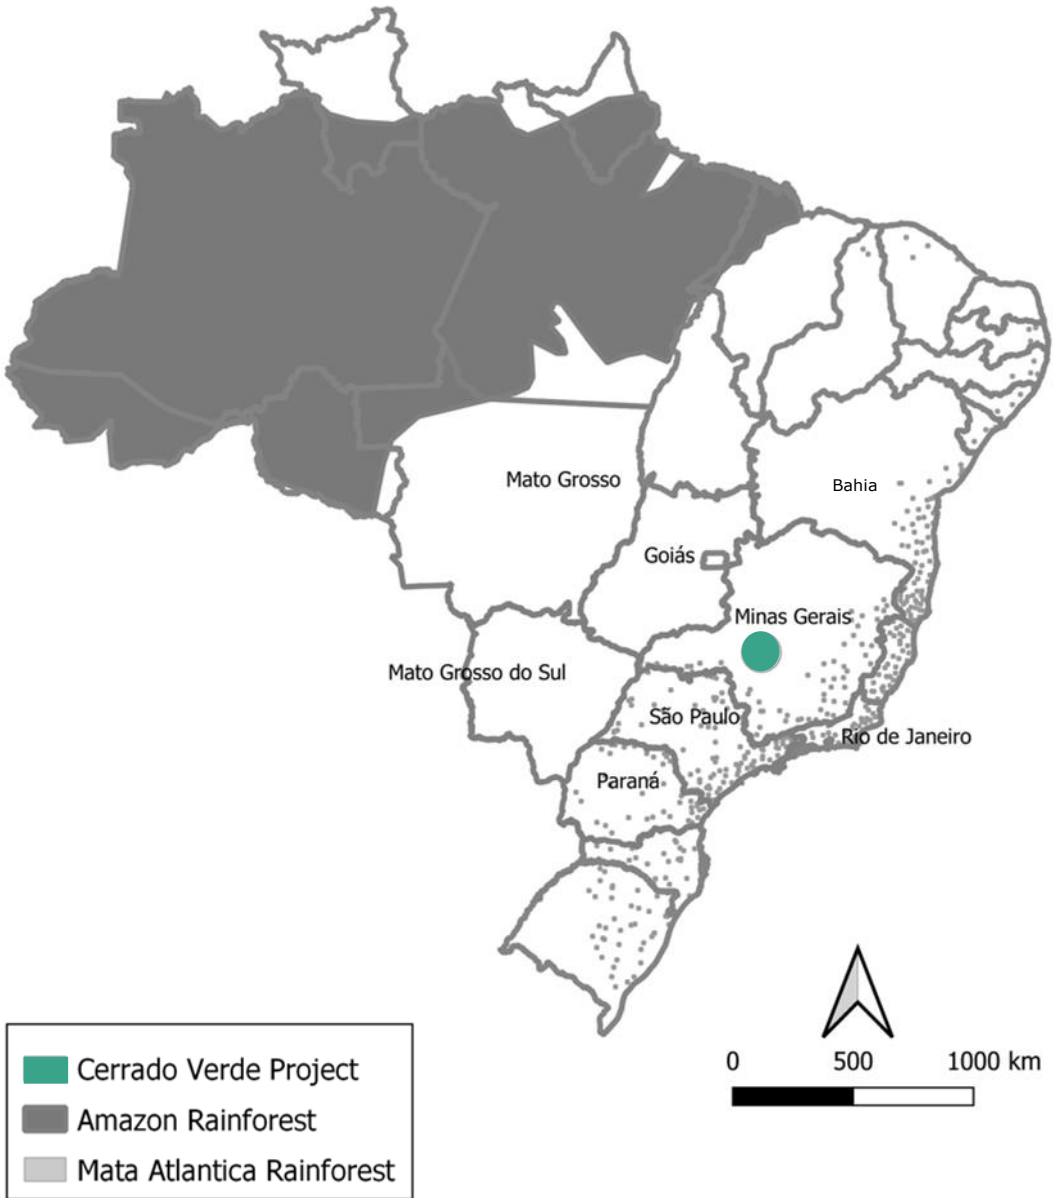 Mato Grosso
Bahia
Goiás
Minas Gerais
Mato Grosso do Sul
São Paulo
Rio de Janeiro
Paraná
0 500 1000 km
Cerrado Verde Project
Amazon Rainforest
Mata Atlantica Rainforest